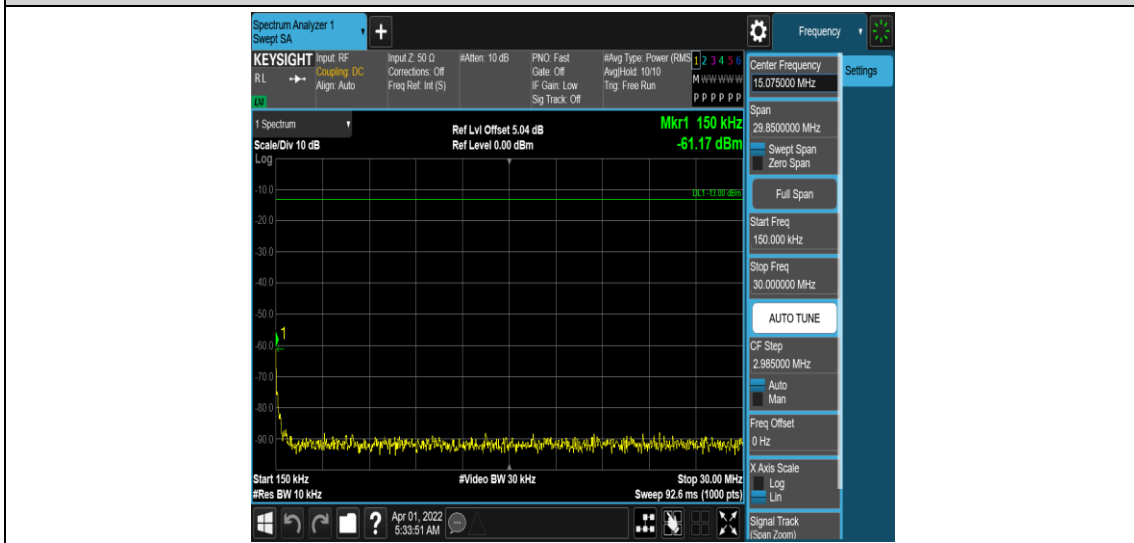 Spectrum Analyzer 1
Swept SA
+
Frequency
KEYSIGHT
RL
LXI
Input: RF
Coupling: DC
Align: Auto
Input Z: 50 Ω
Corrections: Off
Freq Ref: Int (S)
#Atten: 10 dB
PNO: Fast
Gate: Off
IF Gain: Low
Sig Track: Off
#Avg Type: Power (RMS
Avg|Hold: 10/10
Trig: Free Run
1 2 3 4 5 6
M W W W W W
P P P P P P
1 Spectrum
Scale/Div 10 dB
Log
Ref Lvl Offset 5.04 dB
Ref Level 0.00 dBm
Mkr1 150 kHz
-61.17 dBm
DL1 -13.00 dBm
-10.0
-20.0
-30.0
-40.0
-50.0
1
-60.0
-70.0
-80.0
-90.0
Start 150 kHz
#Res BW 10 kHz
#Video BW 30 kHz
Stop 30.00 MHz
Sweep 92.6 ms (1000 pts)
?
Apr 01, 2022
5:33:51 AM
Center Frequency
15.075000 MHz
Settings
Span
29.8500000 MHz
Swept Span
Zero Span
Full Span
Start Freq
150.000 kHz
Stop Freq
30.000000 MHz
AUTO TUNE
CF Step
2.985000 MHz
Auto
Man
Freq Offset
0 Hz
X Axis Scale
Log
Lin
Signal Track
(Span Zoom)